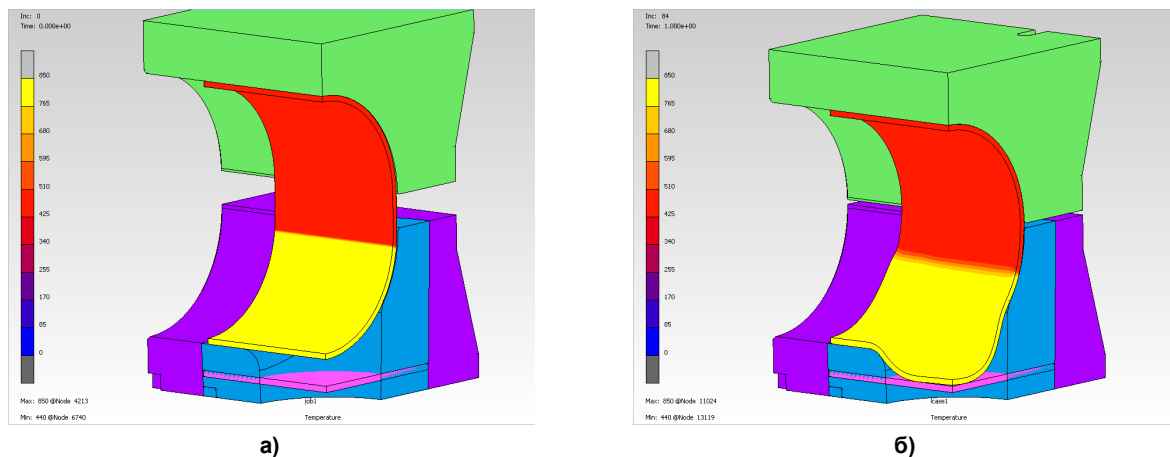 Inc: 0
Time: 0.000e+00
850
765
680
595
510
425
340
255
170
85
0
Max: 850 @Node 4213
Min: 440 @Node 6740
job1
Temperature
а)
Inc: 84
Time: 1.000e+00
850
765
680
595
510
425
340
255
170
85
0
Max: 850 @Node 11024
Min: 440 @Node 13119
lcase1
Temperature
б)